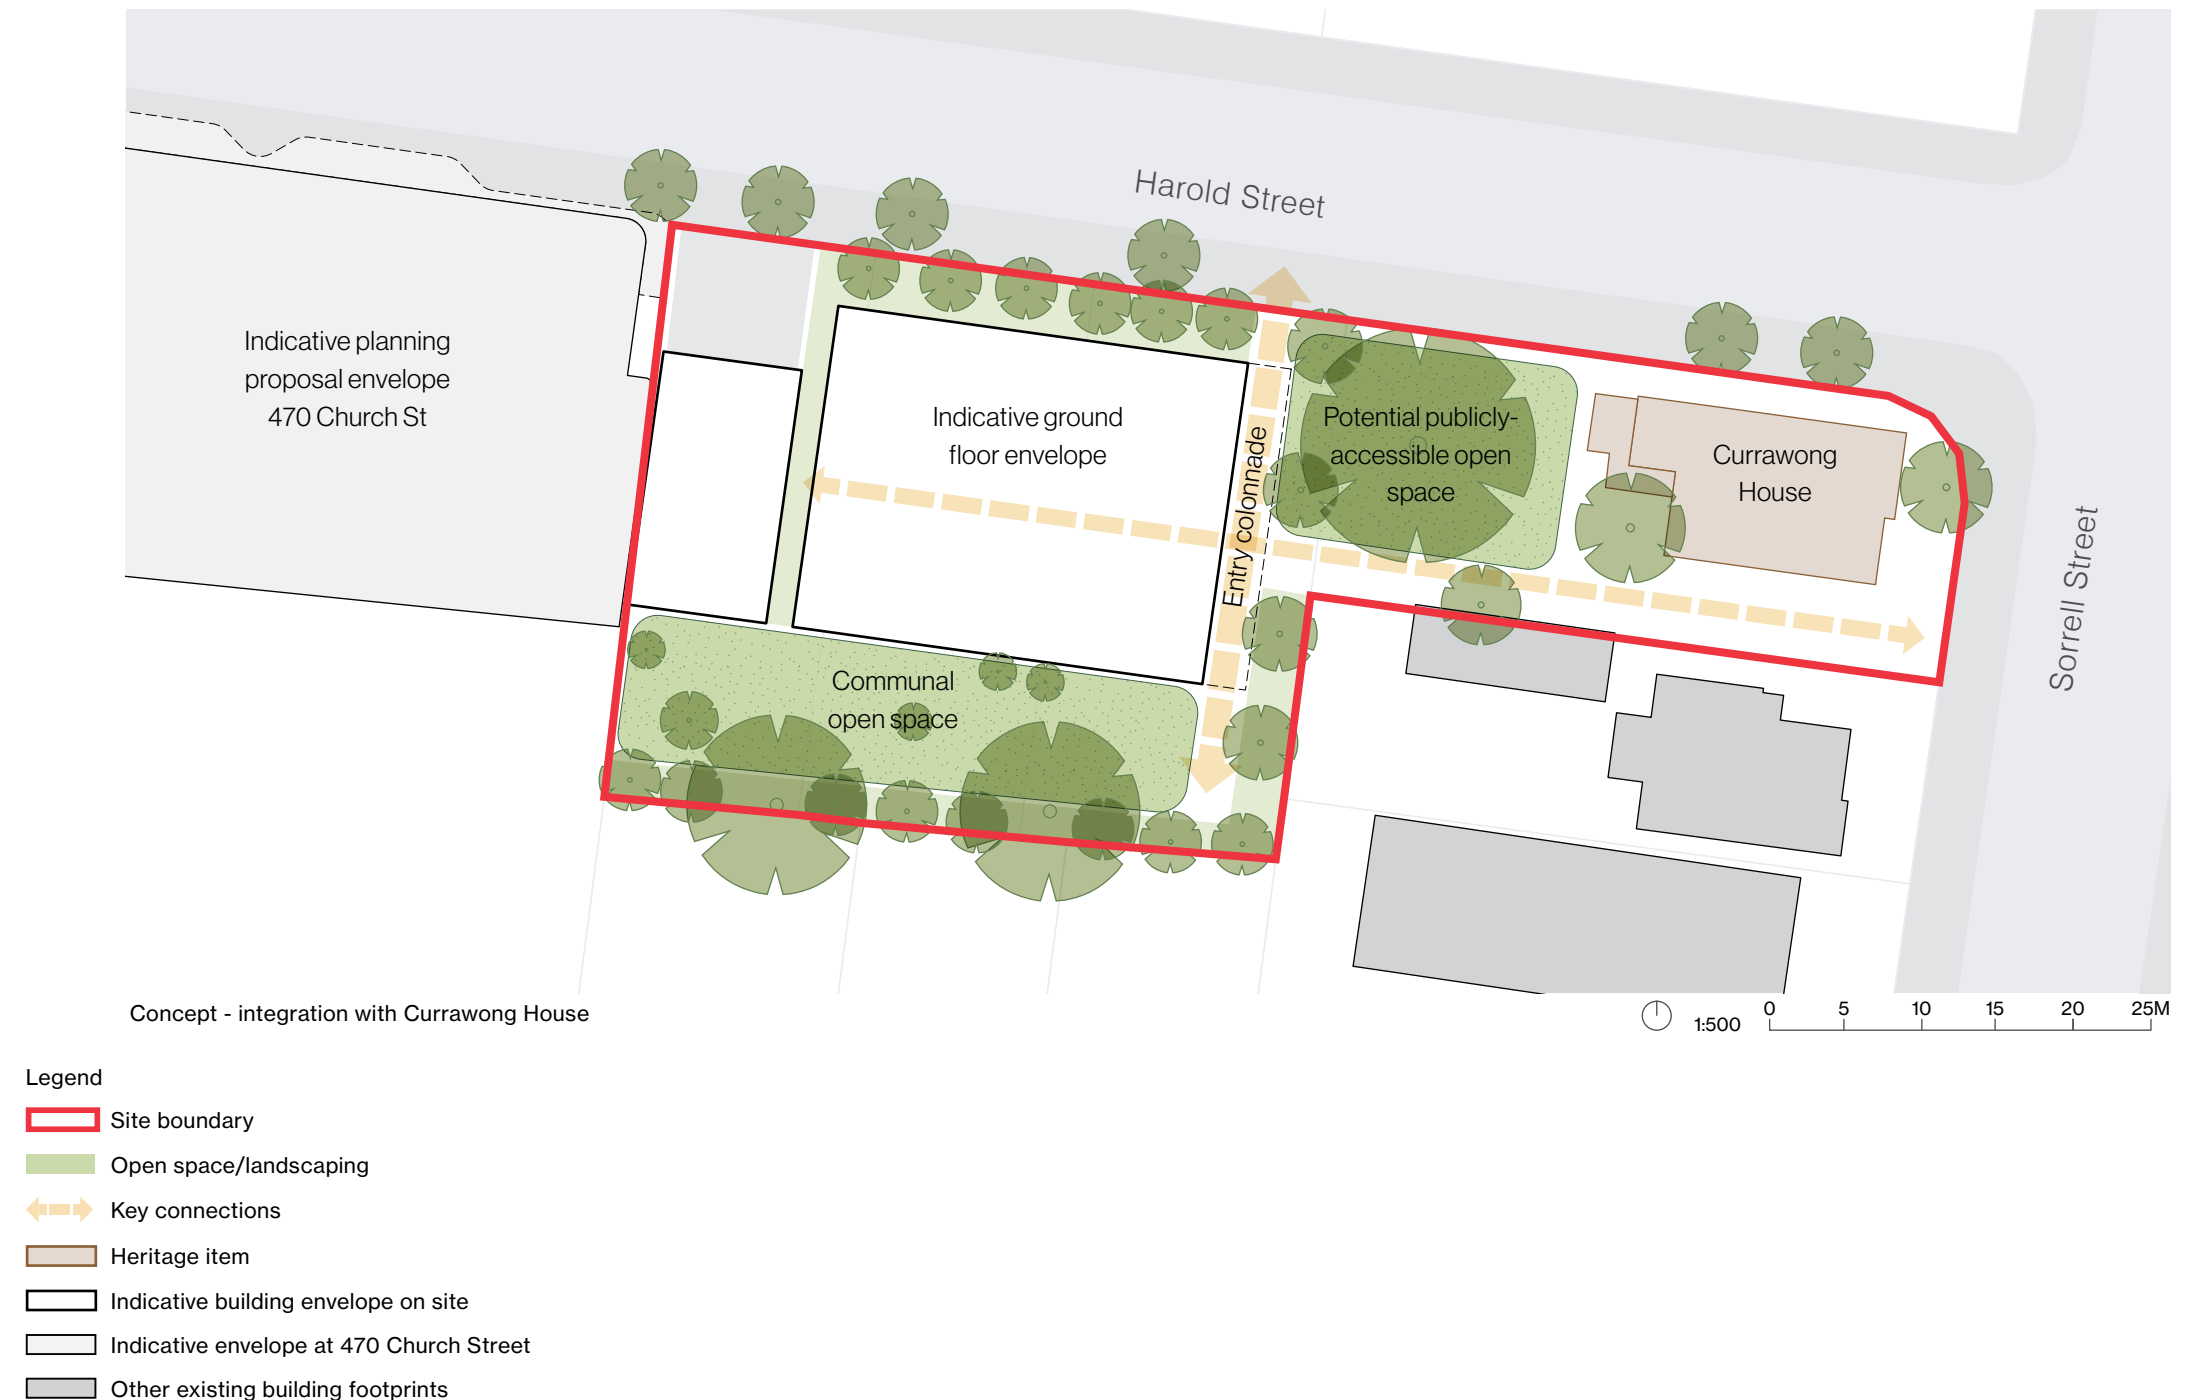 Harold Street
Indicative planning
proposal envelope
470 Church St
Indicative ground
floor envelope
Entry colonnade
Potential publicly-
accessible open
space
Currawong
House
Sorrell Street
Communal
open space
Concept - integration with Currawong House
1:500
0 5 10 15 20 25M
Legend
Site boundary
Open space/landscaping
Key connections
Heritage item
Indicative building envelope on site
Indicative envelope at 470 Church Street
Other existing building footprints